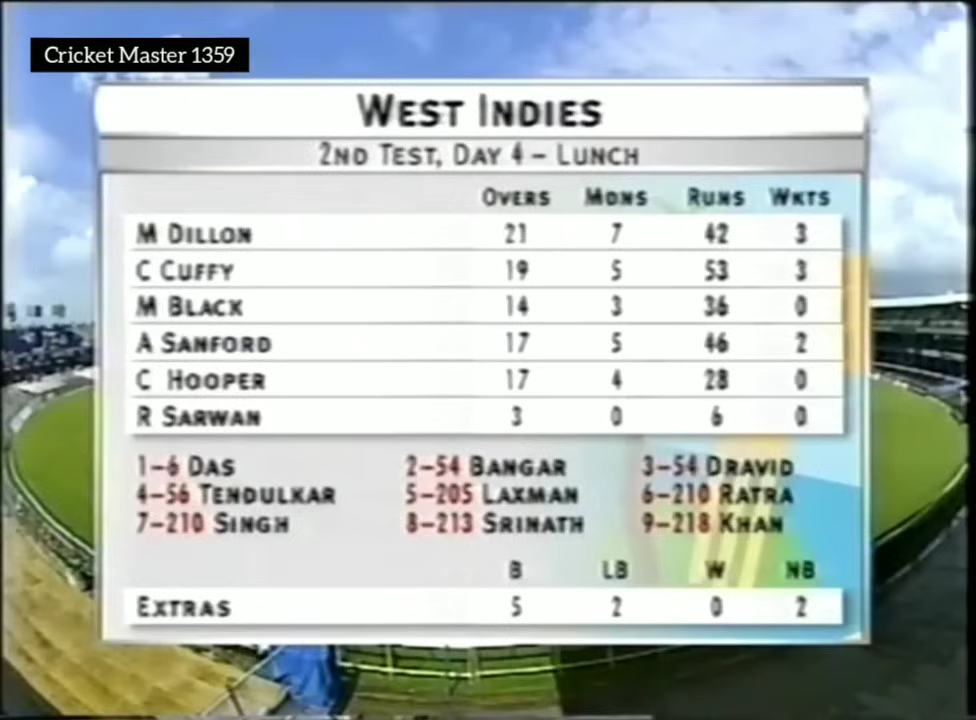 Cricket Master 1359
WEST INDIES
2ND TEST, DAY 4 – LUNCH
OVERS MDNS RUNS WKTS
M DILLON 21 7 42 3
C CUFFY 19 5 53 3
M BLACK 14 3 36 0
A SANFORD 17 5 46 2
C HOOPER 17 4 28 0
R SARWAN 3 0 6 0
1–6 DAS 2–54 BANGAR 3–54 DRAVID
4–56 TENDULKAR 5–205 LAXMAN 6–210 RATRA
7–210 SINGH 8–213 SRINATH 9–218 KHAN
B LB W NB
EXTRAS 5 2 0 2